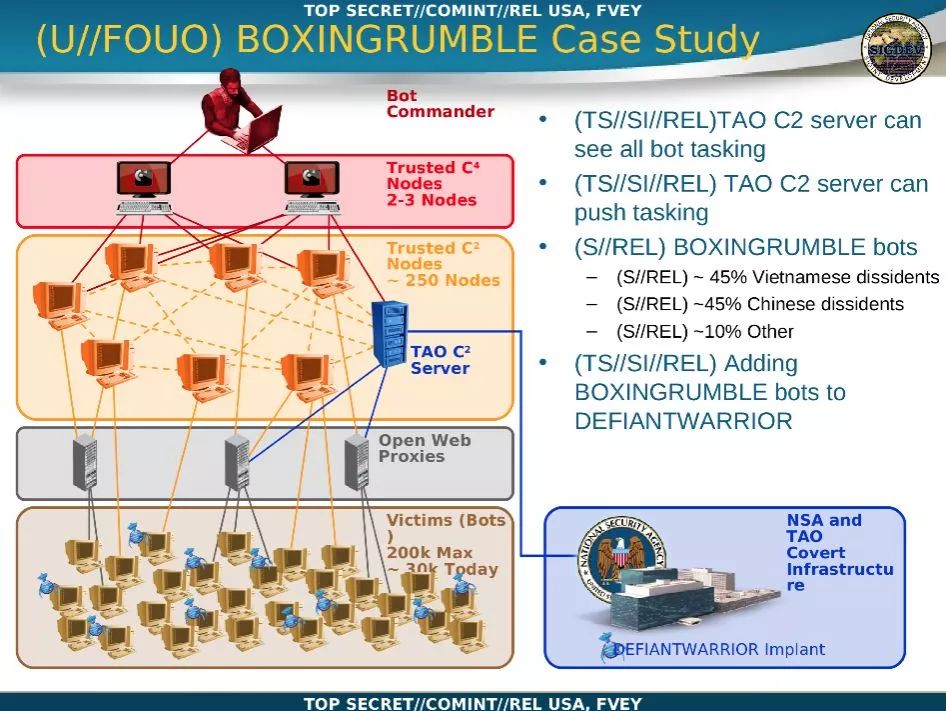 TOP SECRET//COMINT//REL USA, FVEY
(U//FOUO) BOXINGRUMBLE Case Study
SIGDEV
Bot
Commander
Trusted C⁴
Nodes
2-3 Nodes
Trusted C²
Nodes
~ 250 Nodes
TAO C²
Server
Open Web
Proxies
Victims (Bots
)
200k Max
~ 30k Today
• (TS//SI//REL)TAO C2 server can
see all bot tasking
• (TS//SI//REL) TAO C2 server can
push tasking
• (S//REL) BOXINGRUMBLE bots
– (S//REL) ~ 45% Vietnamese dissidents
– (S//REL) ~45% Chinese dissidents
– (S//REL) ~10% Other
• (TS//SI//REL) Adding
BOXINGRUMBLE bots to
DEFIANTWARRIOR
NATIONAL SECURITY AGENCY
NSA and
TAO
Covert
Infrastructu
re
DEFIANTWARRIOR Implant
TOP SECRET//COMINT//REL USA, FVEY